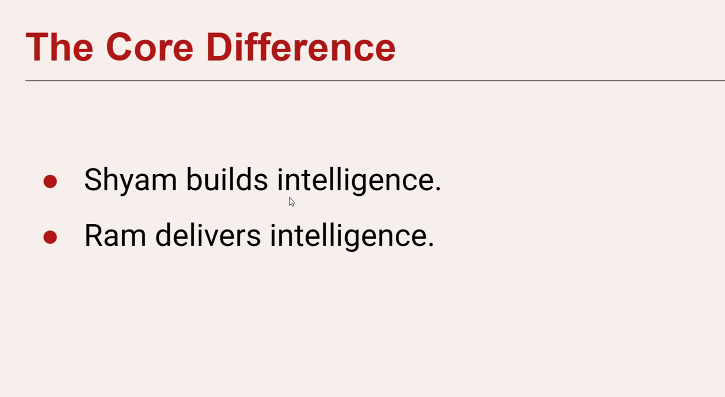 The Core Difference
● Shyam builds intelligence.
● Ram delivers intelligence.